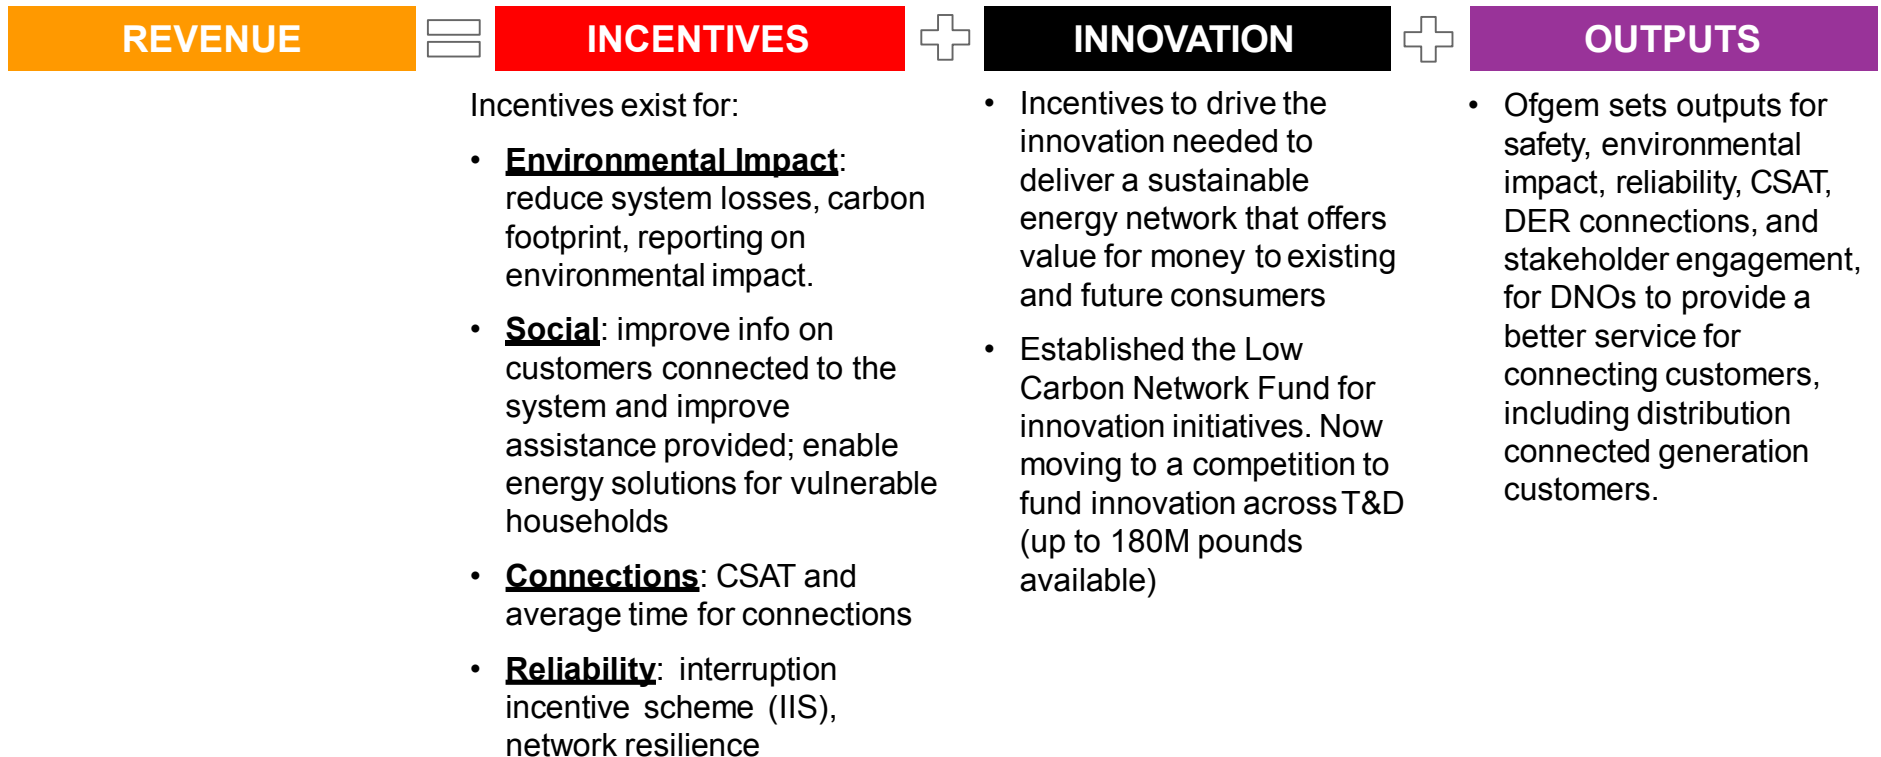 REVENUE
INCENTIVES
INNOVATION
OUTPUTS
Incentives exist for:
• Environmental Impact:
reduce system losses, carbon
footprint, reporting on
environmental impact.
• Social: improve info on
customers connected to the
system and improve
assistance provided; enable
energy solutions for vulnerable
households
• Connections: CSAT and
average time for connections
• Reliability: interruption
incentive scheme (IIS),
network resilience
• Incentives to drive the
innovation needed to
deliver a sustainable
energy network that offers
value for money to existing
and future consumers
• Established the Low
Carbon Network Fund for
innovation initiatives. Now
moving to a competition to
fund innovation across T&D
(up to 180M pounds
available)
• Ofgem sets outputs for
safety, environmental
impact, reliability, CSAT,
DER connections, and
stakeholder engagement,
for DNOs to provide a
better service for
connecting customers,
including distribution
connected generation
customers.